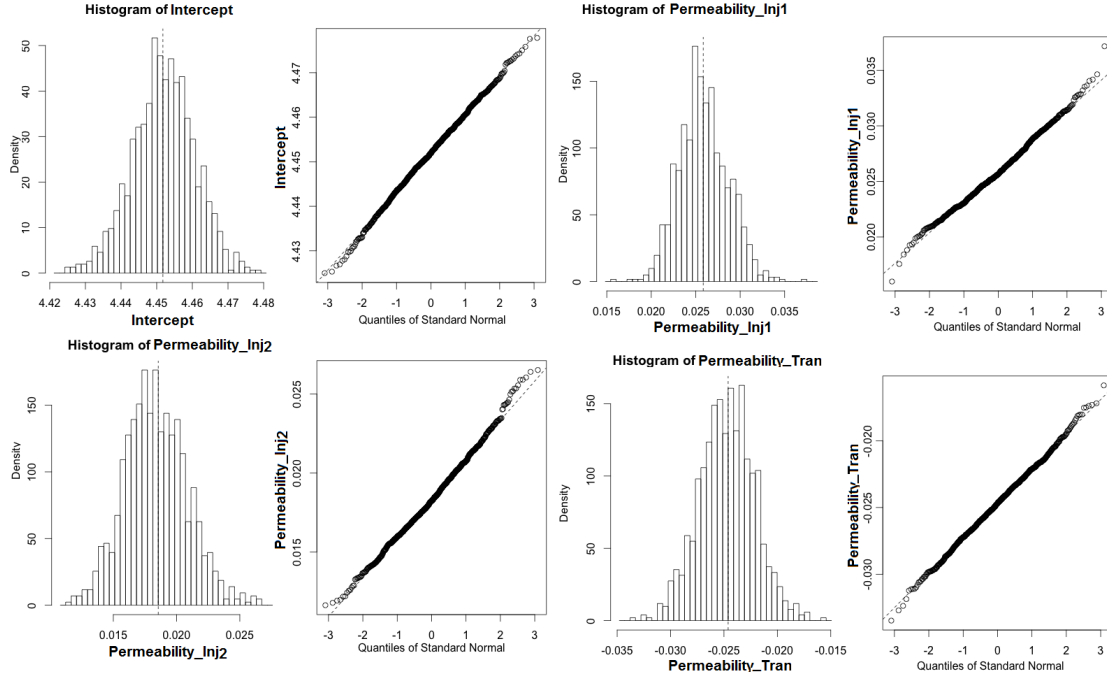 Histogram of Intercept
Density
0
10
20
30
40
50
4.42 4.43 4.44 4.45 4.46 4.47 4.48
Intercept
Intercept
4.43
4.44
4.45
4.46
4.47
-3 -2 -1 0 1 2 3
Quantiles of Standard Normal
Histogram of Permeability_Inj1
Density
0
50
100
150
0.015 0.020 0.025 0.030 0.035
Permeability_Inj1
Permeability_Inj1
0.020
0.025
0.030
0.035
-3 -2 -1 0 1 2 3
Quantiles of Standard Normal
Histogram of Permeability_Inj2
Density
0
50
100
150
0.015 0.020 0.025
Permeability_Inj2
Permeability_Inj2
0.015
0.020
0.025
-3 -2 -1 0 1 2 3
Quantiles of Standard Normal
Histogram of Permeability_Tran
Density
0
50
100
150
-0.035 -0.030 -0.025 -0.020 -0.015
Permeability_Tran
Permeability_Tran
-0.030
-0.025
-0.020
-3 -2 -1 0 1 2 3
Quantiles of Standard Normal